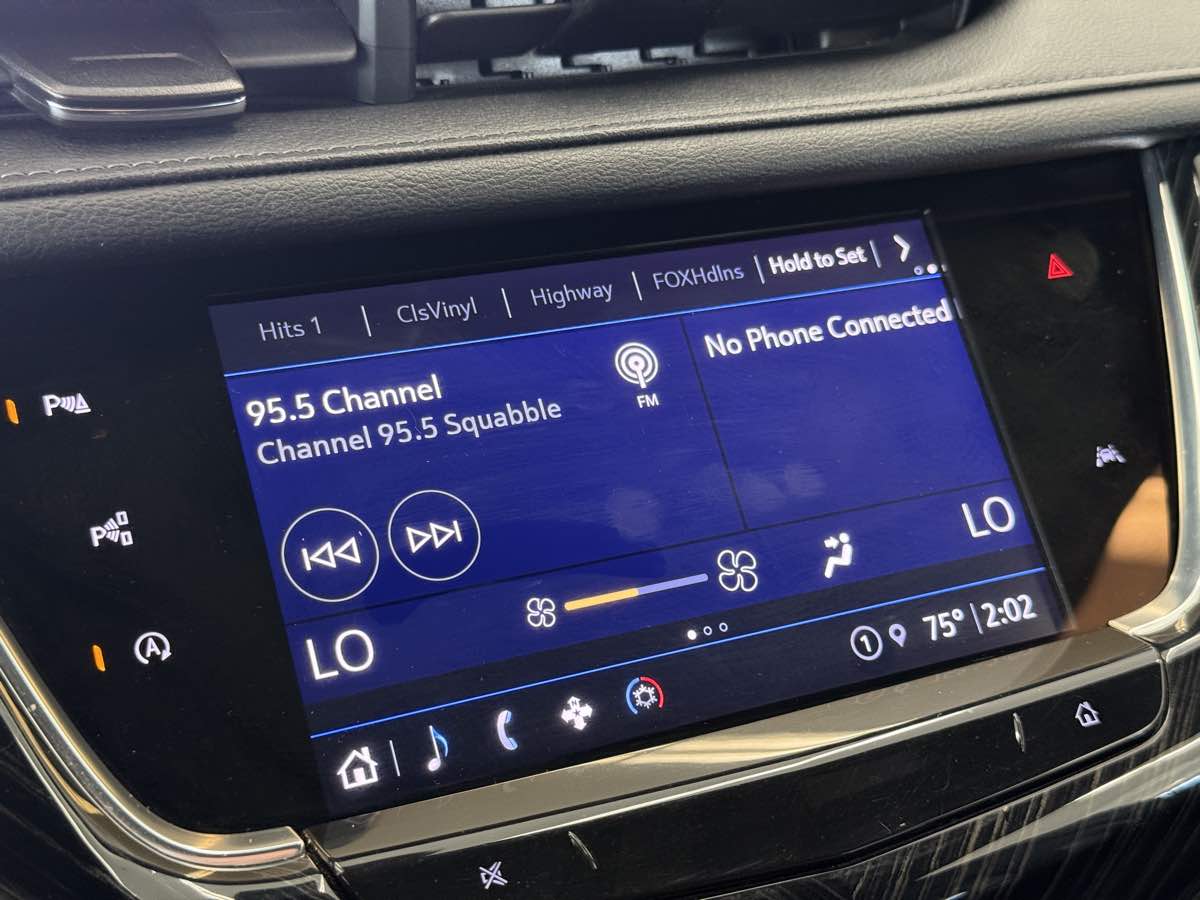 Hits 1 | ClsVinyl | Highway | FOXHdlns | Hold to Set |
95.5 Channel
Channel 95.5 Squabble
FM
No Phone Connected
LO
LO
1 75° | 2:02
P
P
A